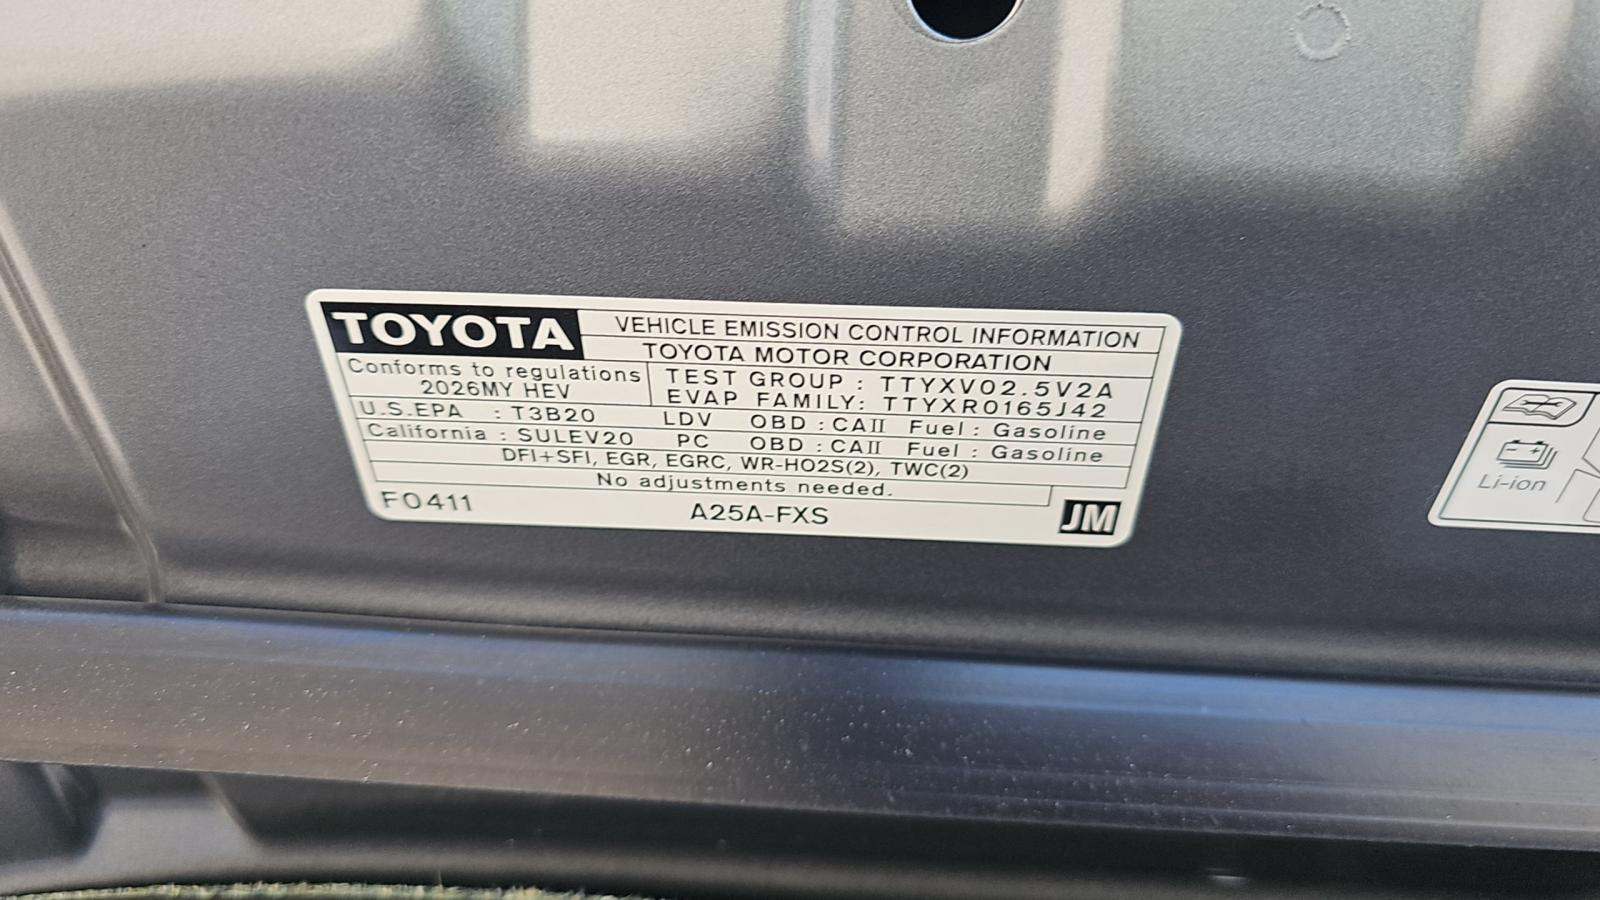 TOYOTA
VEHICLE EMISSION CONTROL INFORMATION
TOYOTA MOTOR CORPORATION
Conforms to regulations
2026MY HEV
TEST GROUP : TTYXV02.5V2A
EVAP FAMILY: TTYXR0165J42
U.S.EPA : T3B20 LDV OBD : CAII Fuel : Gasoline
California : SULEV20 PC OBD : CAII Fuel : Gasoline
DFI+SFI, EGR, EGRC, WR-HO2S(2), TWC(2)
No adjustments needed.
F0411 A25A-FXS JM
Li-ion